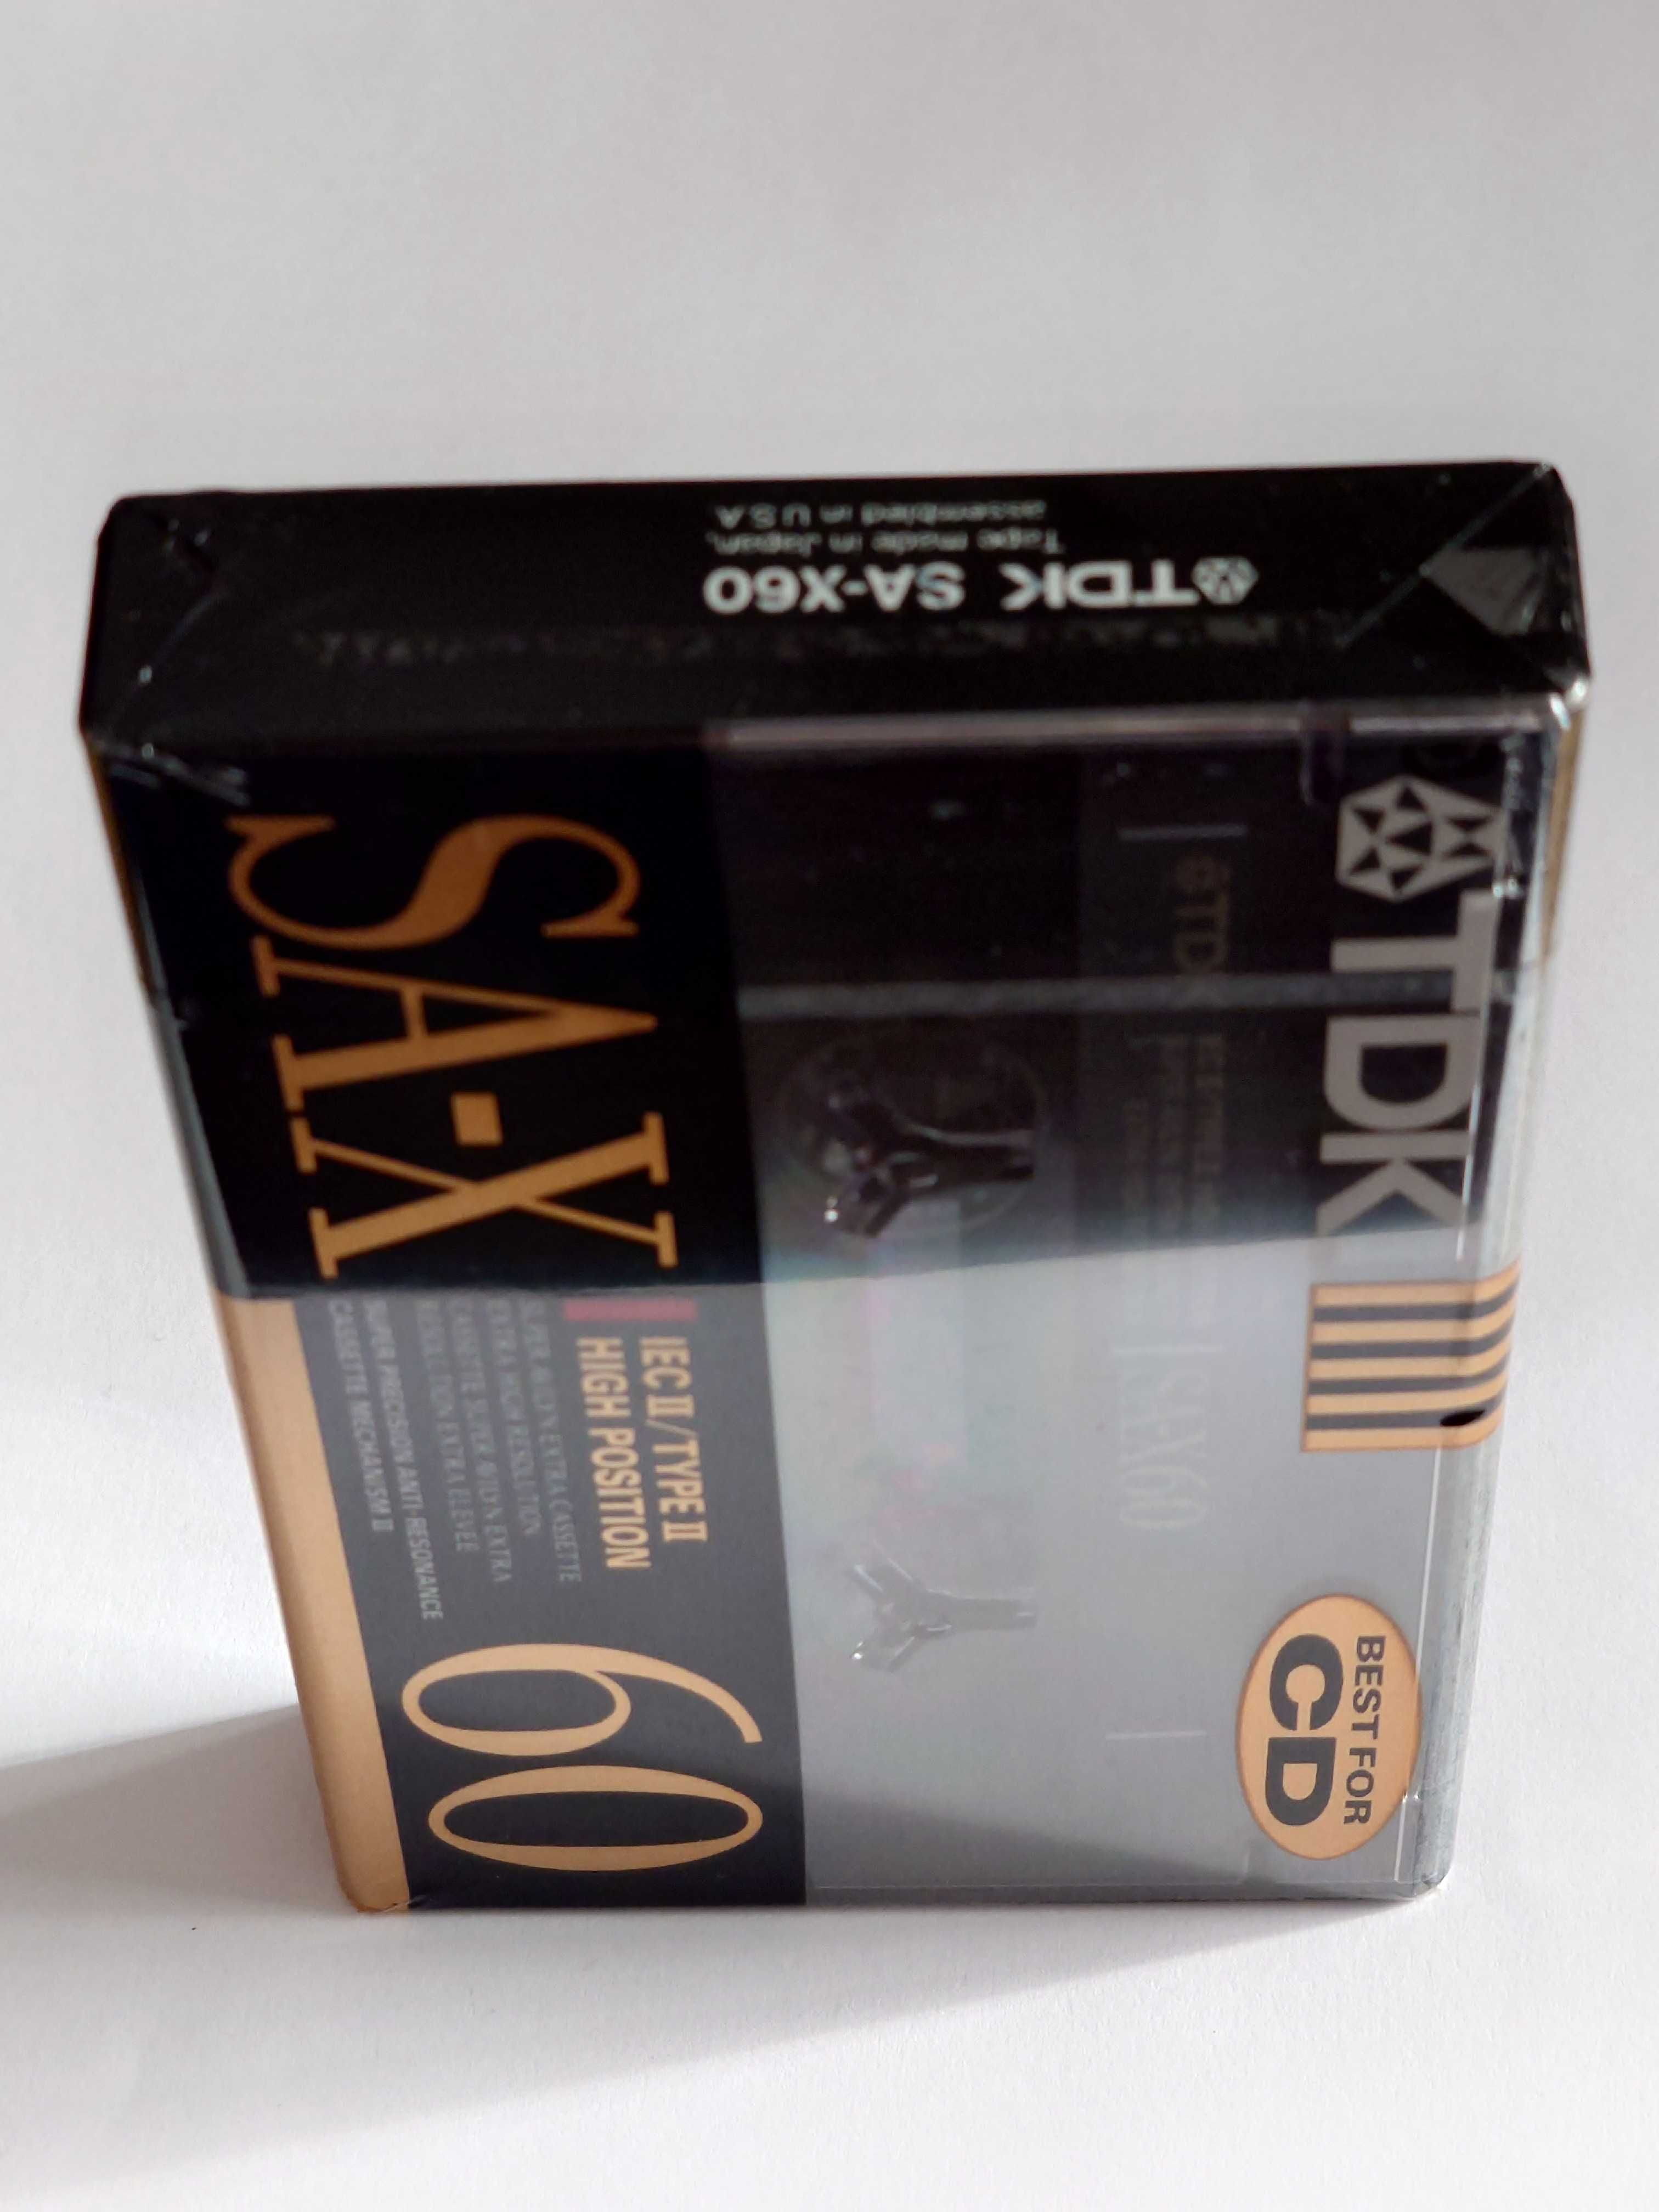 TDK SA-X60
Tape made in Japan,
assembled in U.S.A.
TDK
BEST FOR
CD
SA-X60
IEC II/TYPE II
HIGH POSITION
SUPER AVILYN EXTRA CASSETTE
EXTRA HIGH RESOLUTION
CASSETTE SUPER AVILYN EXTRA
RESOLUTION EXTRA ELEVEE
SUPER PRECISION ANTI-RESONANCE
CASSETTE MECHANISM II
SA-X
60